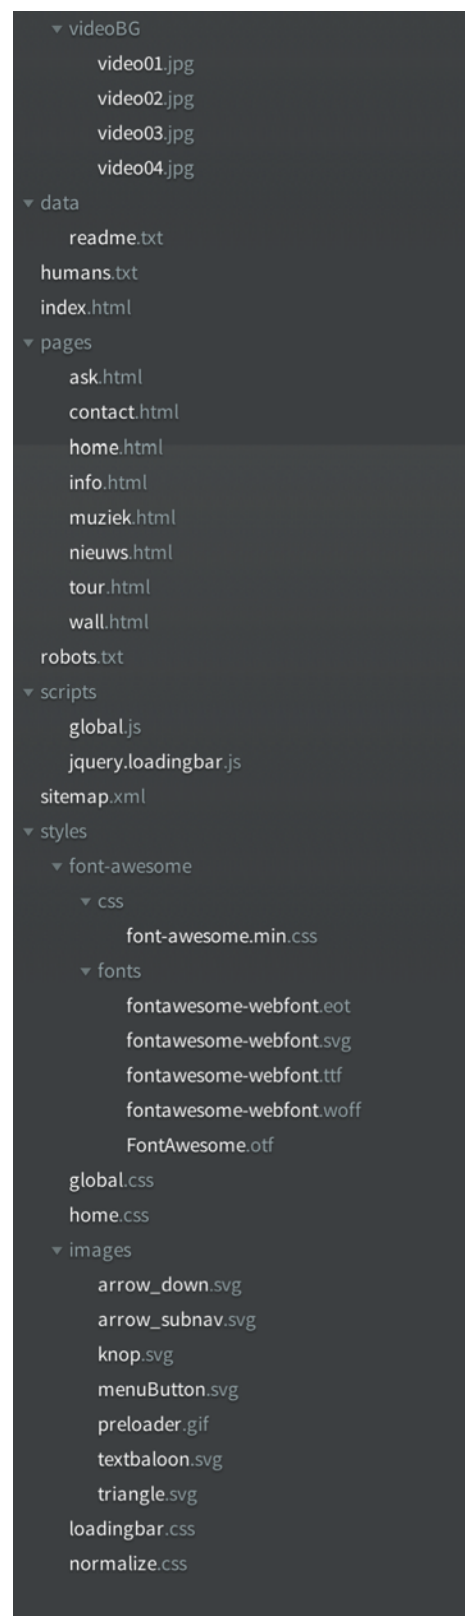 videoBG
video01.jpg
video02.jpg
video03.jpg
video04.jpg
data
readme.txt
humans.txt
index.html
pages
ask.html
contact.html
home.html
info.html
muziek.html
nieuws.html
tour.html
wall.html
robots.txt
scripts
global.js
jquery.loadingbar.js
sitemap.xml
styles
font-awesome
css
font-awesome.min.css
fonts
fontawesome-webfont.eot
fontawesome-webfont.svg
fontawesome-webfont.ttf
fontawesome-webfont.woff
FontAwesome.otf
global.css
home.css
images
arrow_down.svg
arrow_subnav.svg
knop.svg
menuButton.svg
preloader.gif
textbaloon.svg
triangle.svg
loadingbar.css
normalize.css